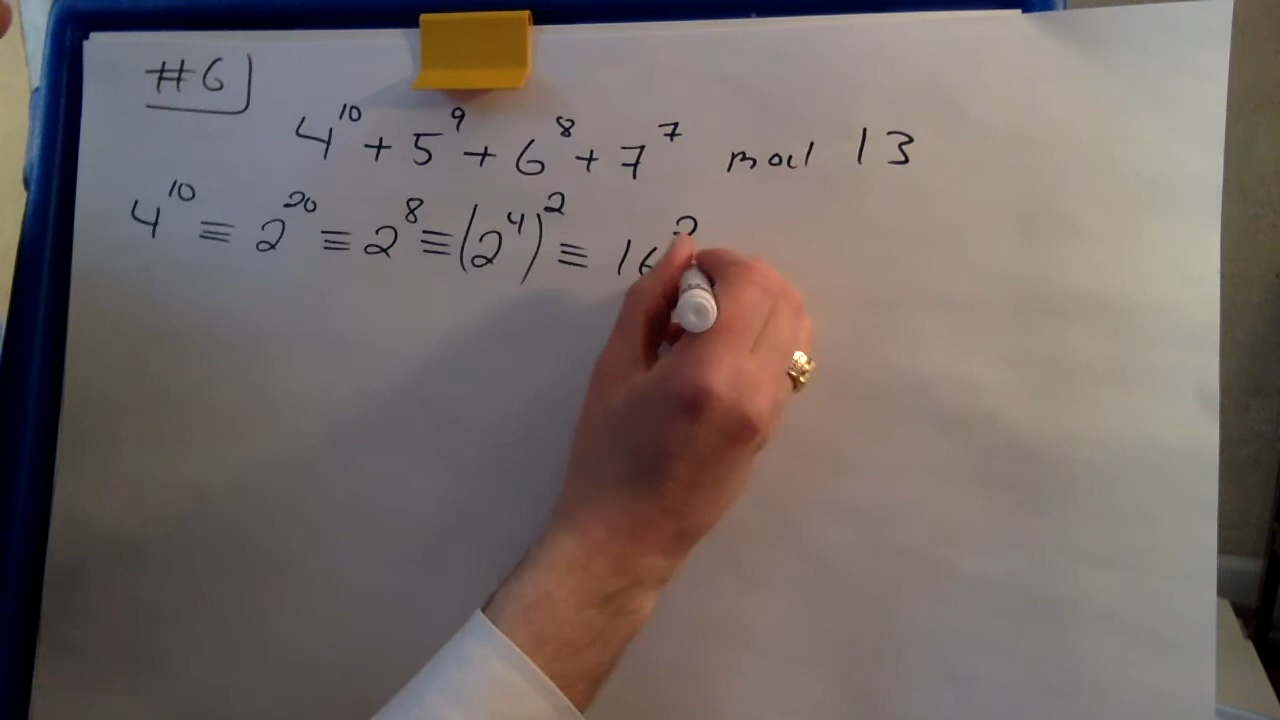 #6
4^10 + 5^9 + 6^8 + 7^7 mod 13
4^10 ≡ 2^20 ≡ 2^8 ≡ (2^4)^2 ≡ 16^2